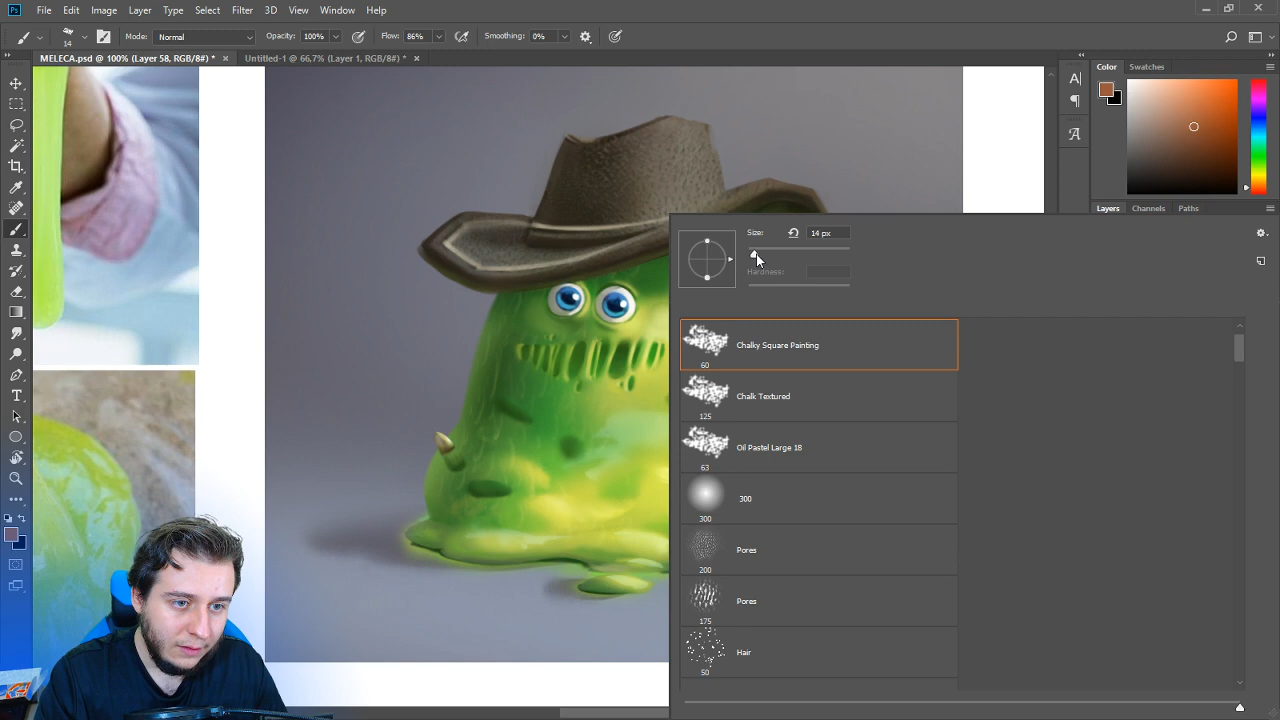 Ps File Edit Image Layer Type Select Filter 3D View Window Help
14 Mode: Normal Opacity: 100% Flow: 86% Smoothing: 0%
MELECA.psd @ 100% (Layer 58, RGB/8#) * × Untitled-1 @ 66,7% (Layer 1, RGB/8#) * ×
Color Swatches
Layers Channels Paths
Size: 14 px
Hardness:
Chalky Square Painting
60
Chalk Textured
125
Oil Pastel Large 18
63
300
300
Pores
200
Pores
175
Hair
50